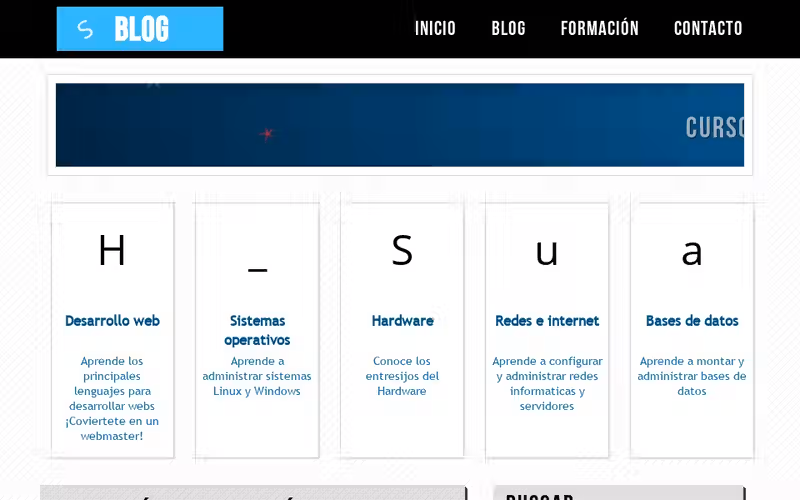 S BLOG
INICIO BLOG FORMACIÓN CONTACTO
CURSO
H
_
S
u
a
Desarrollo web
Aprende los
principales
lenguajes para
desarrollar webs
¡Coviertete en un
webmaster!
Sistemas
operativos
Aprende a
administrar sistemas
Linux y Windows
Hardware
Conoce los
entresijos del
Hardware
Redes e internet
Aprende a configurar
y administrar redes
informaticas y
servidores
Bases de datos
Aprende a montar y
administrar bases de
datos
BUSCAR